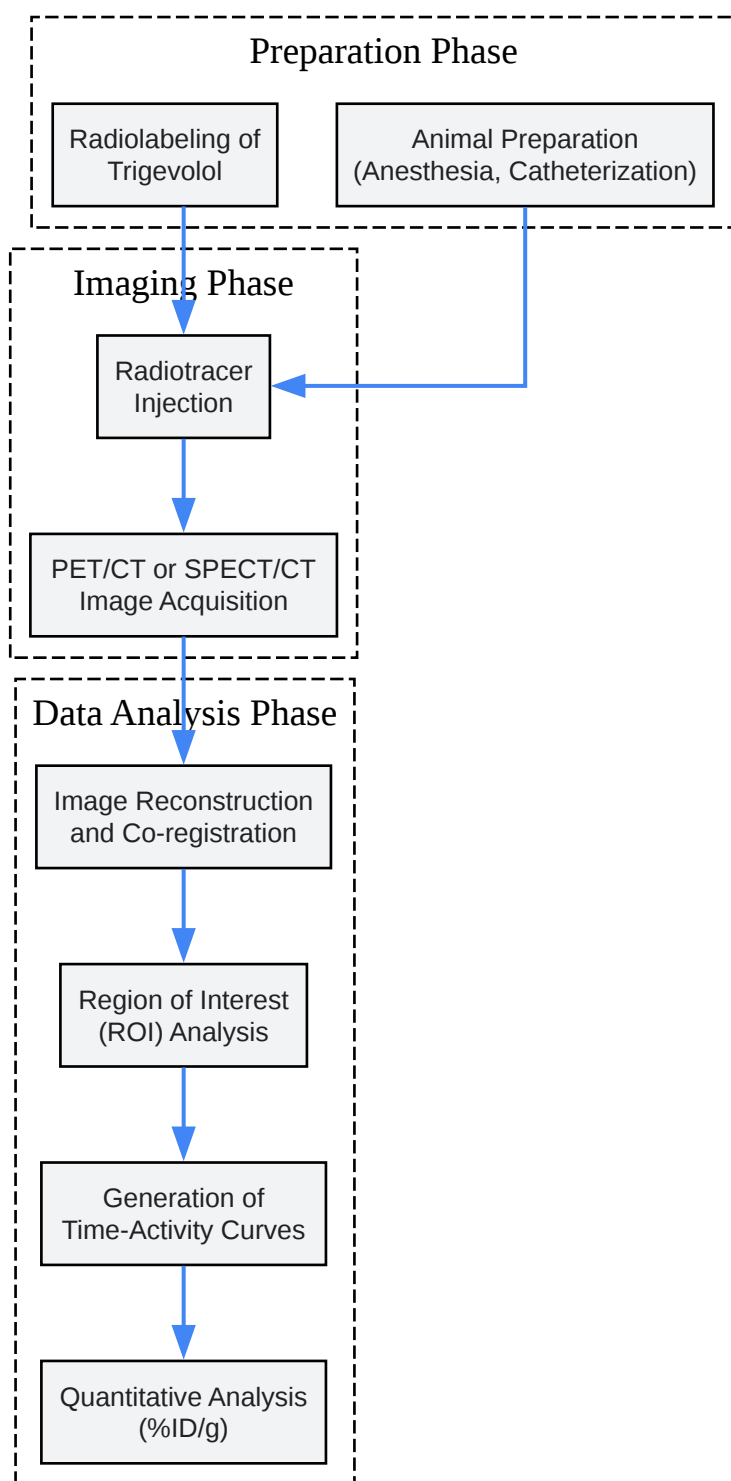 Preparation Phase
Radiolabeling of
Trigevolol
Animal Preparation
(Anesthesia, Catheterization)
Imaging Phase
Radiotracer
Injection
PET/CT or SPECT/CT
Image Acquisition
Data Analysis Phase
Image Reconstruction
and Co-registration
Region of Interest
(ROI) Analysis
Generation of
Time-Activity Curves
Quantitative Analysis
(%ID/g)